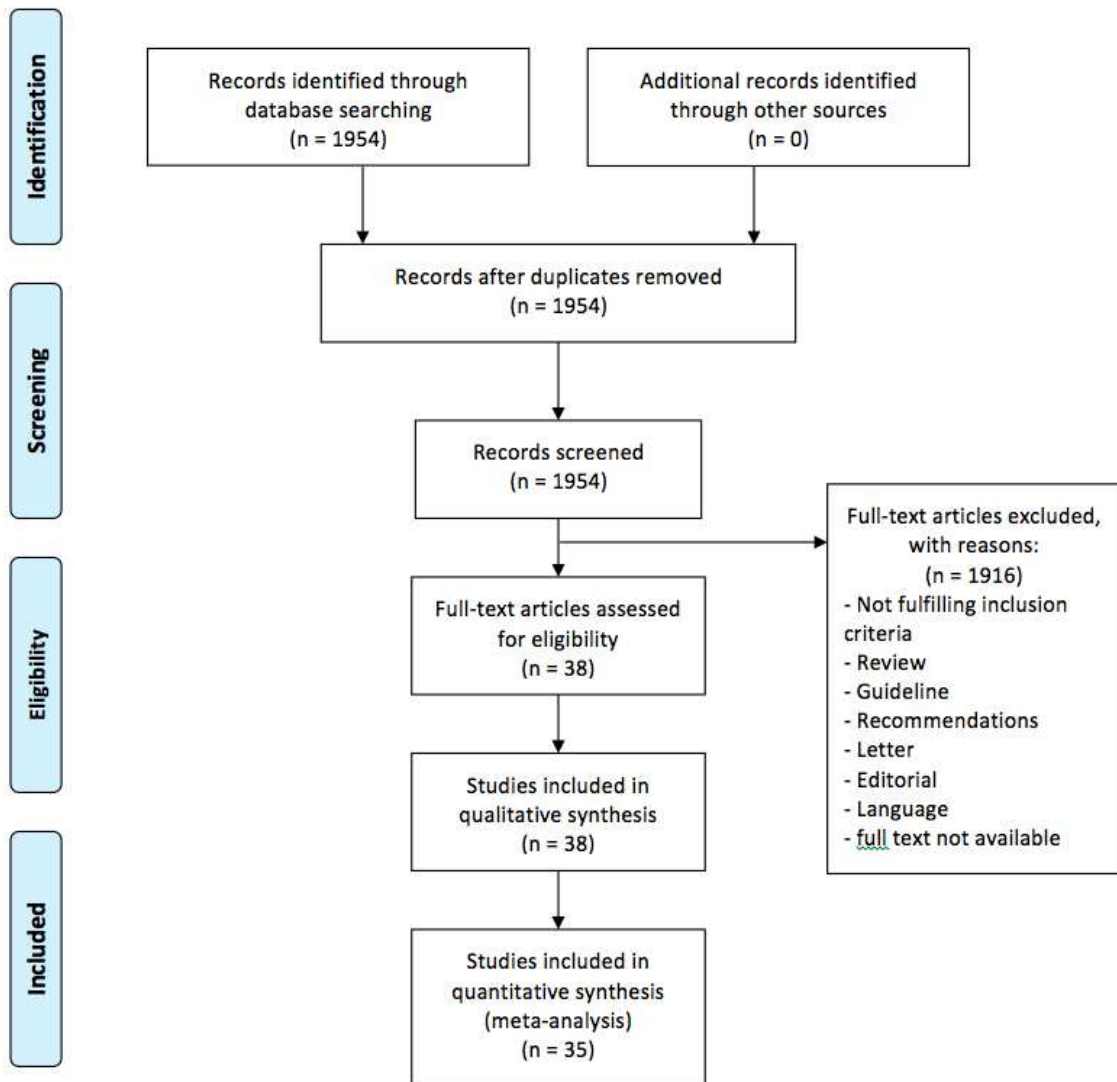 Identification
Records identified through
database searching
(n = 1954)
Additional records identified
through other sources
(n = 0)
Records after duplicates removed
(n = 1954)
Screening
Records screened
(n = 1954)
Full-text articles excluded,
with reasons:
(n = 1916)
- Not fulfilling inclusion
criteria
- Review
- Guideline
- Recommendations
- Letter
- Editorial
- Language
- full text not available
Eligibility
Full-text articles assessed
for eligibility
(n = 38)
Studies included in
qualitative synthesis
(n = 38)
Included
Studies included in
quantitative synthesis
(meta-analysis)
(n = 35)